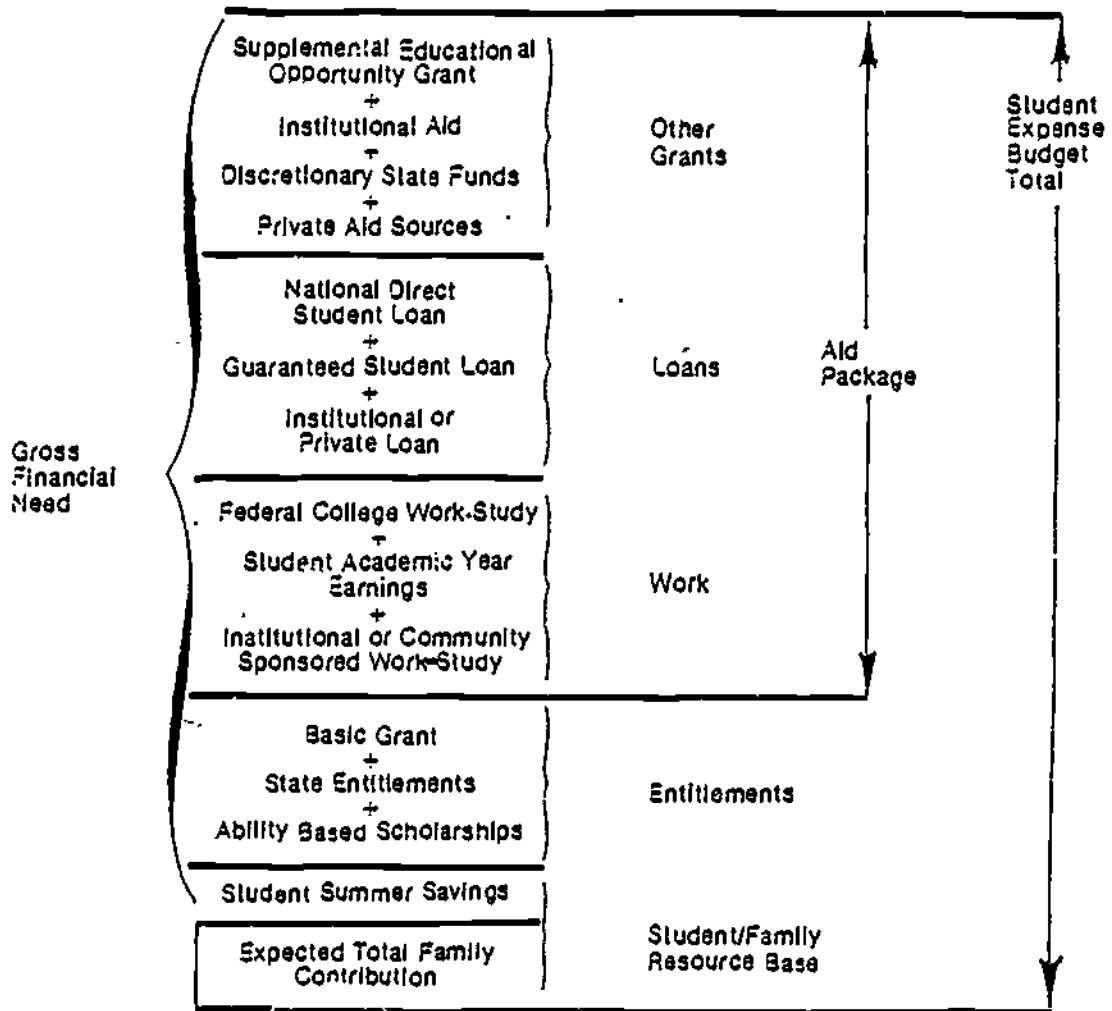 Supplemental Educational
Opportunity Grant
+
Institutional Aid
+
Discretionary State Funds
+
Private Aid Sources
Other
Grants
National Direct
Student Loan
+
Guaranteed Student Loan
+
Institutional or
Private Loan
Loans
Aid
Package
Student
Expense
Budget
Total
Gross
Financial
Need
Federal College Work-Study
+
Student Academic Year
Earnings
+
Institutional or Community
Sponsored Work-Study
Work
Basic Grant
+
State Entitlements
+
Ability Based Scholarships
Entitlements
Student Summer Savings
Expected Total Family
Contribution
Student/Family
Resource Base